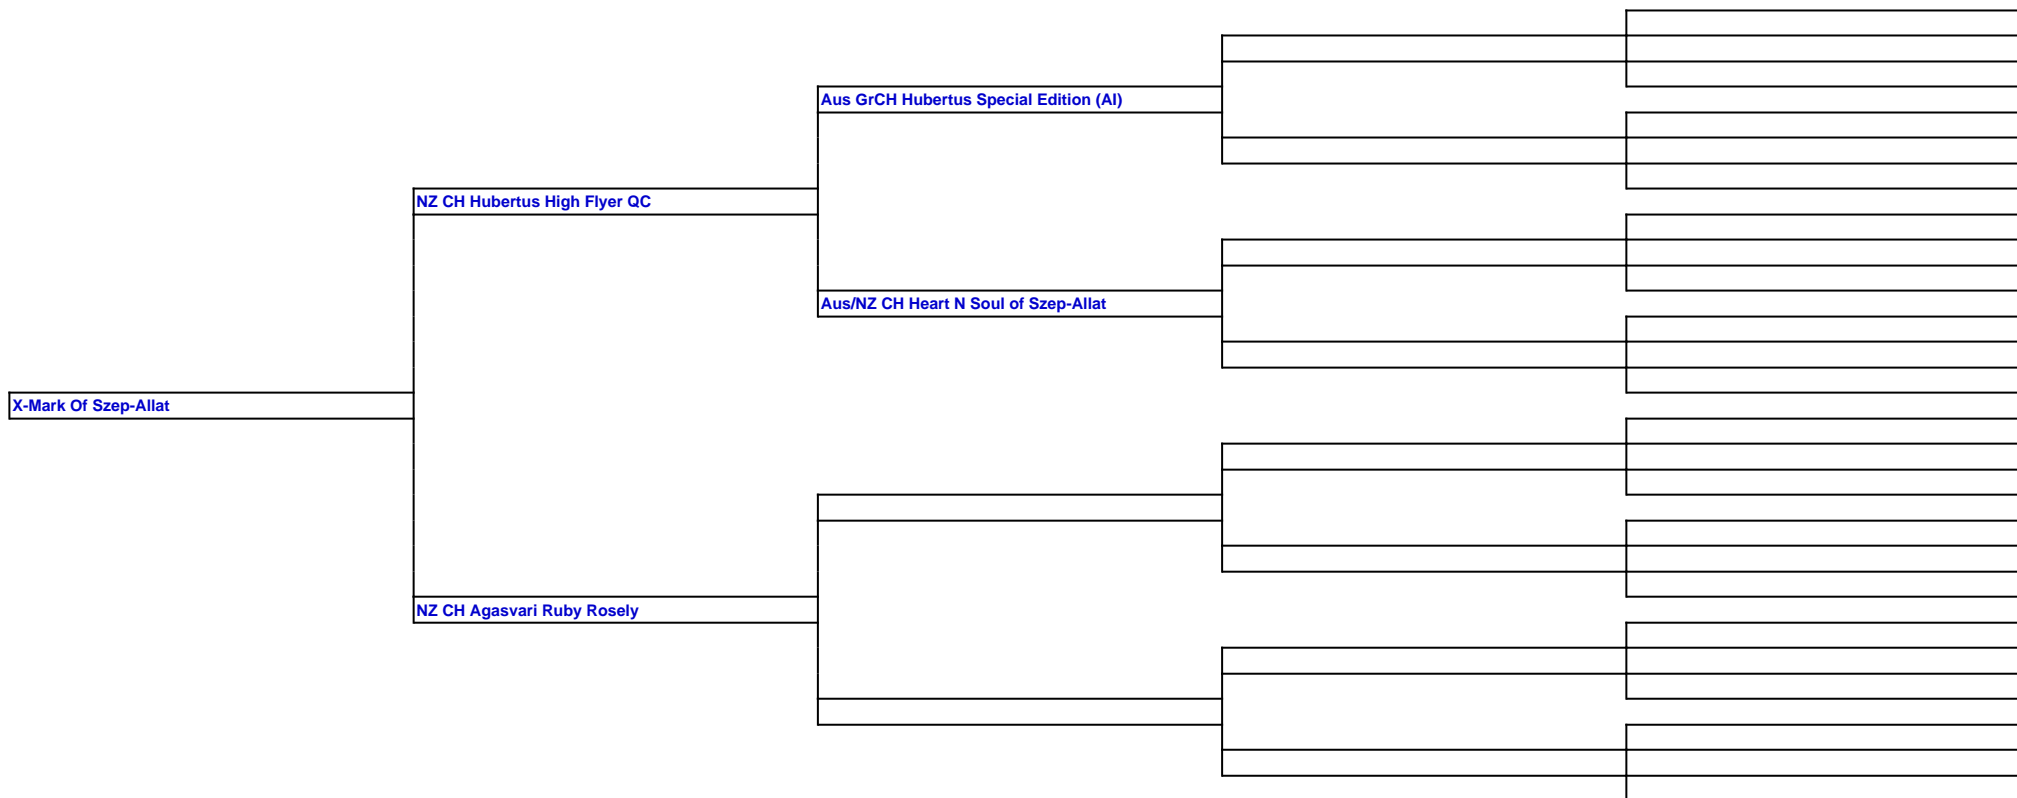 Aus GrCH Hubertus Special Edition (AI)
NZ CH Hubertus High Flyer QC
Aus/NZ CH Heart N Soul of Szep-Allat
X-Mark Of Szep-Allat
NZ CH Agasvari Ruby Rosely